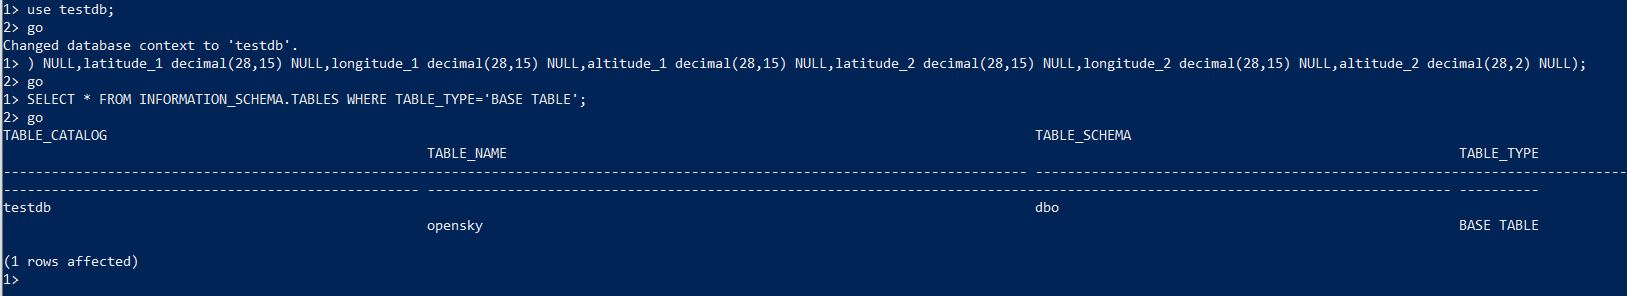 1> use testdb;
2> go
Changed database context to 'testdb'.
1> ) NULL,latitude_1 decimal(28,15) NULL,longitude_1 decimal(28,15) NULL,altitude_1 decimal(28,15) NULL,latitude_2 decimal(28,15) NULL,longitude_2 decimal(28,15) NULL,altitude_2 decimal(28,2) NULL);
2> go
1> SELECT * FROM INFORMATION_SCHEMA.TABLES WHERE TABLE_TYPE='BASE TABLE';
2> go
TABLE_CATALOG TABLE_SCHEMA
TABLE_NAME TABLE_TYPE
testdb dbo
opensky BASE TABLE
(1 rows affected)
1>